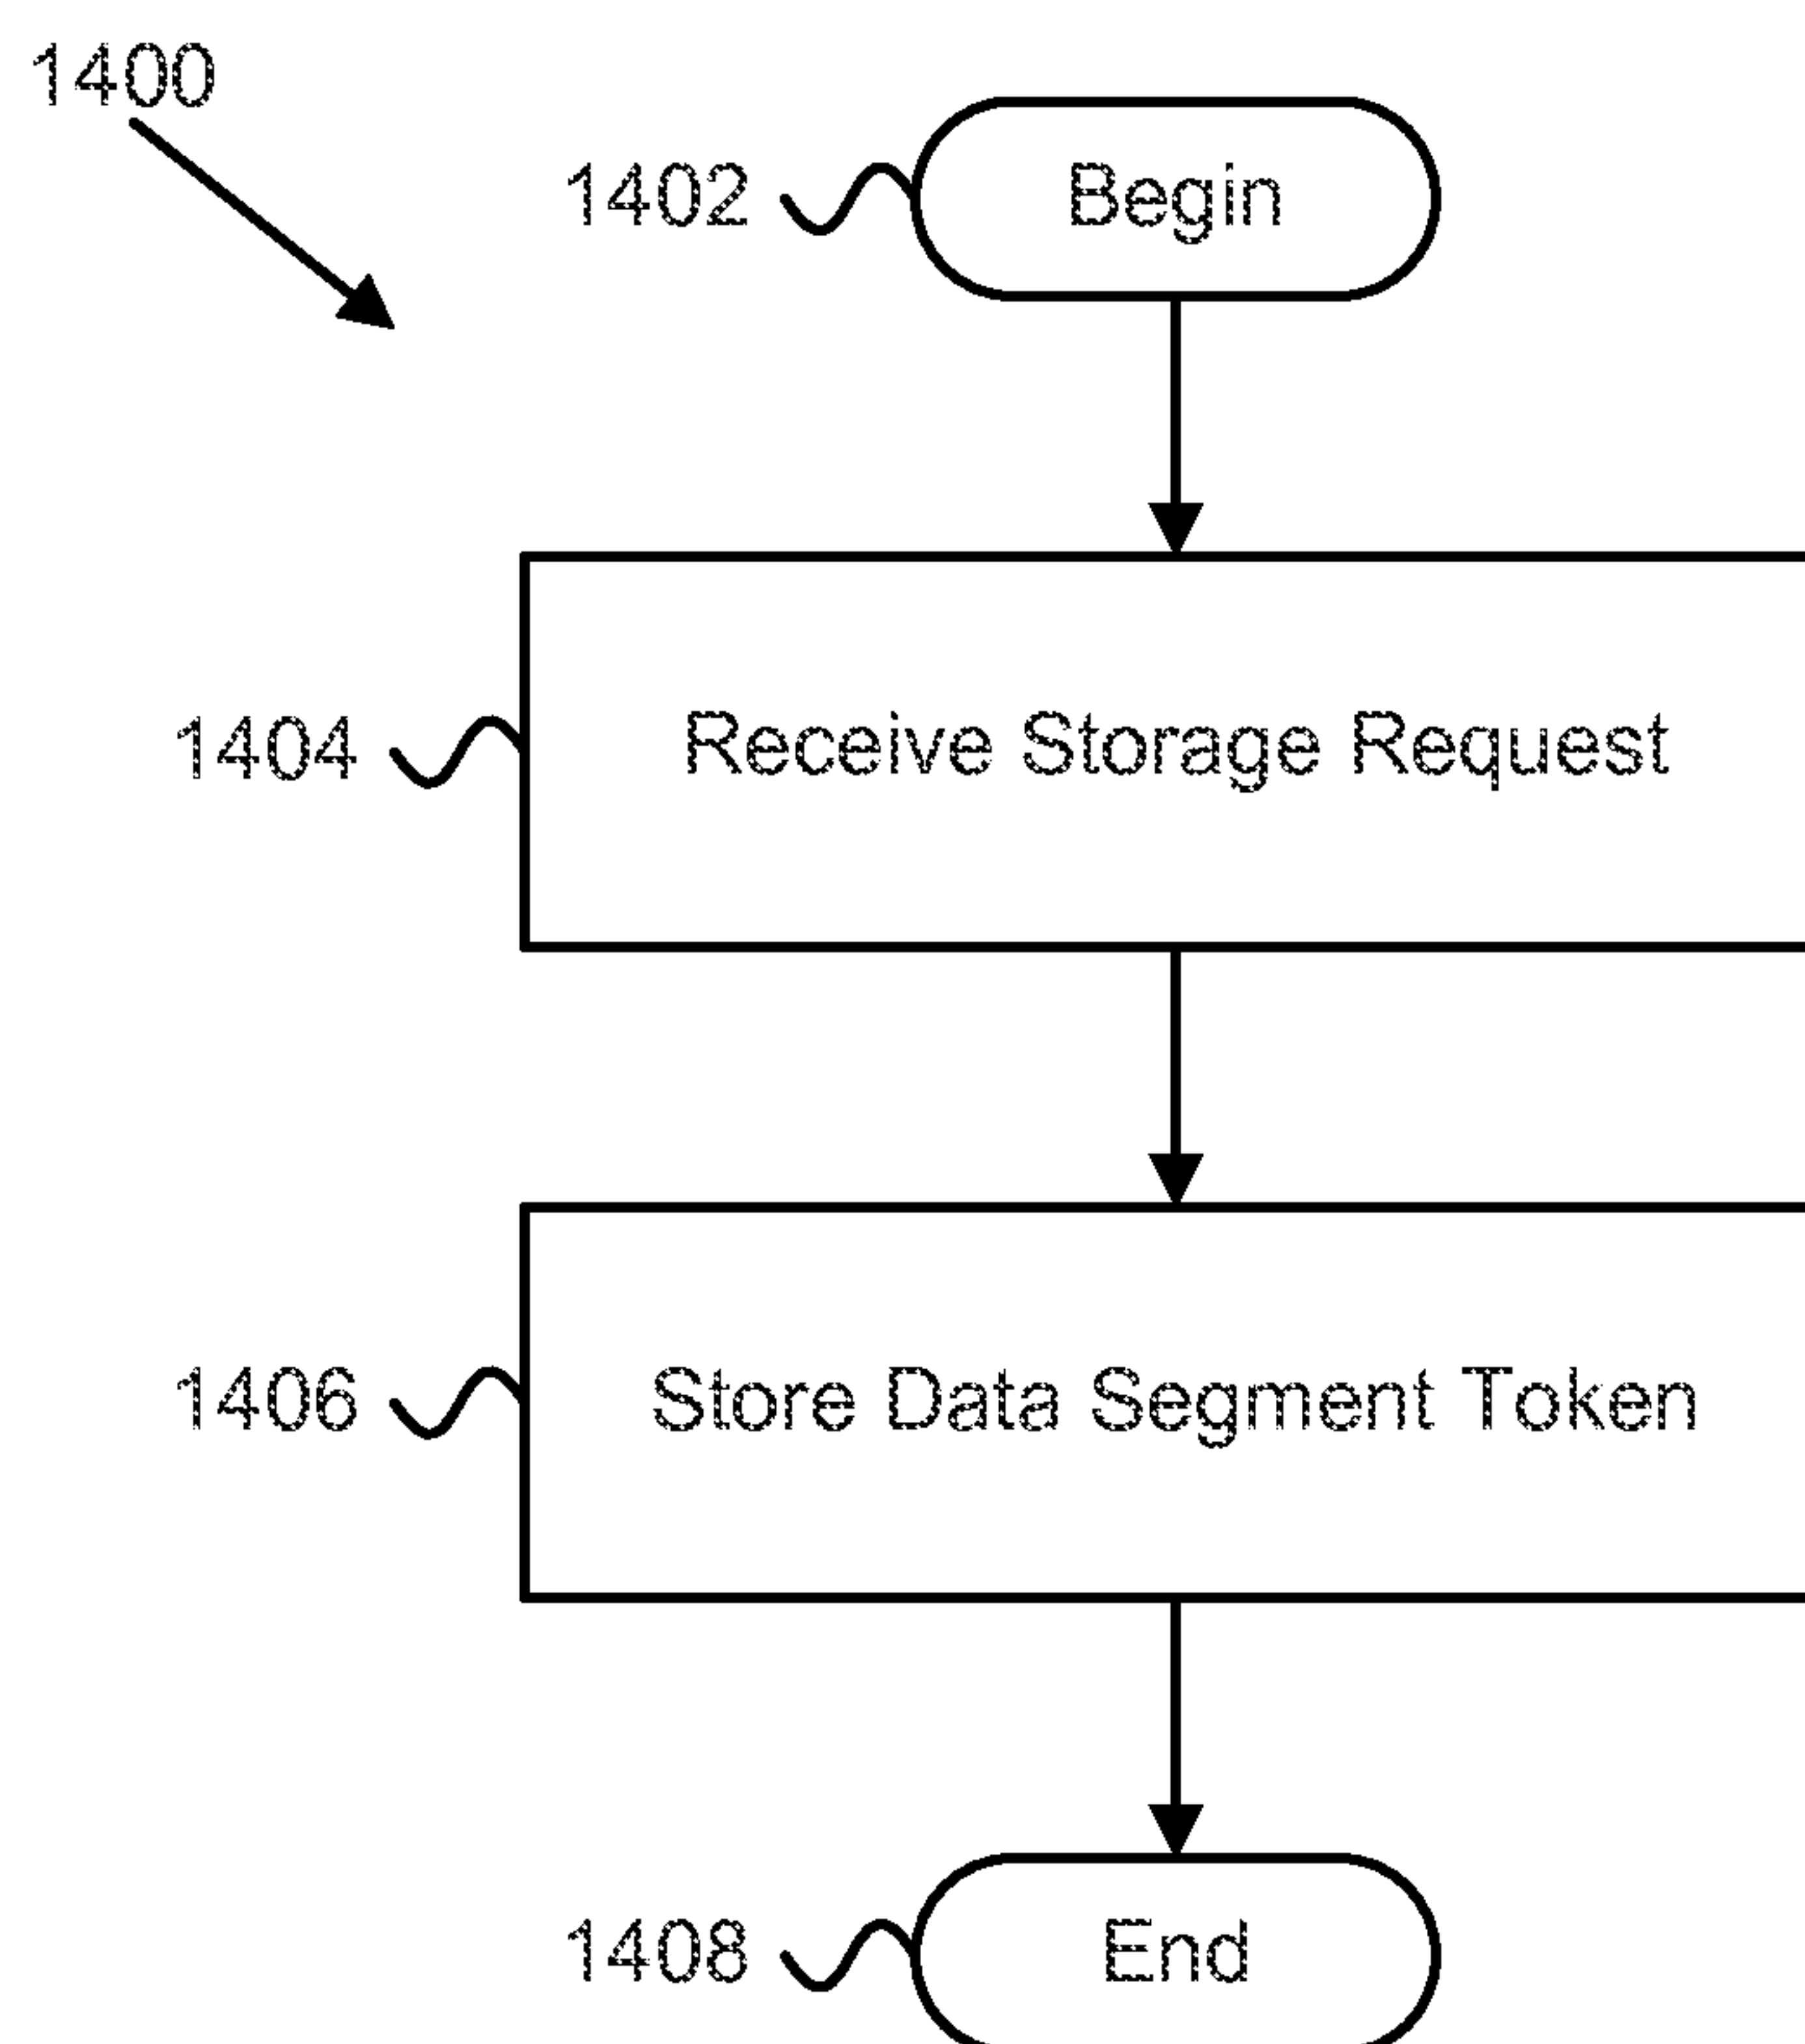 1400
1402 Begin
1404 Receive Storage Request
1406 Store Data Segment Token
1408 End